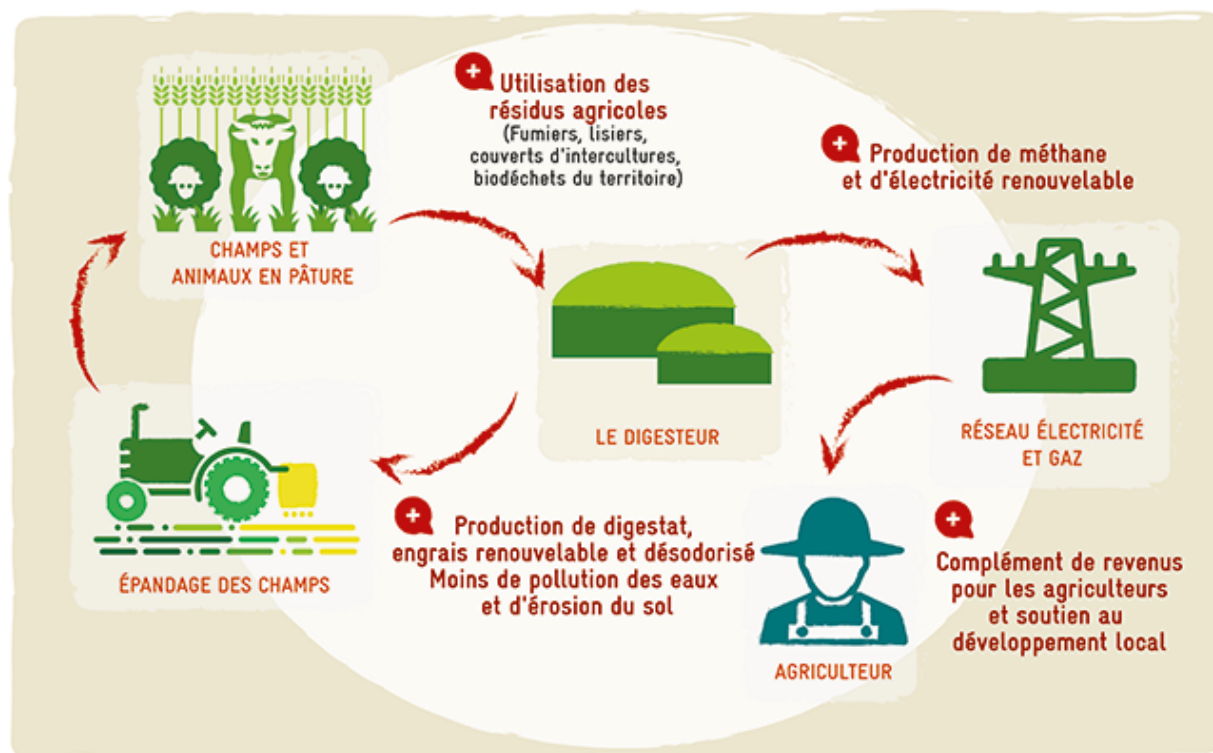 Utilisation des
résidus agricoles
(Fumiers, lisiers,
couverts d'intercultures,
biodéchets du territoire)
Production de méthane
et d'électricité renouvelable
CHAMPS ET
ANIMAUX EN PÂTURE
LE DIGESTEUR
RÉSEAU ÉLECTRICITÉ
ET GAZ
ÉPANDAGE DES CHAMPS
Production de digestat,
engrais renouvelable et désodorisé
Moins de pollution des eaux
et d'érosion du sol
AGRICULTEUR
Complément de revenus
pour les agriculteurs
et soutien au
développement local